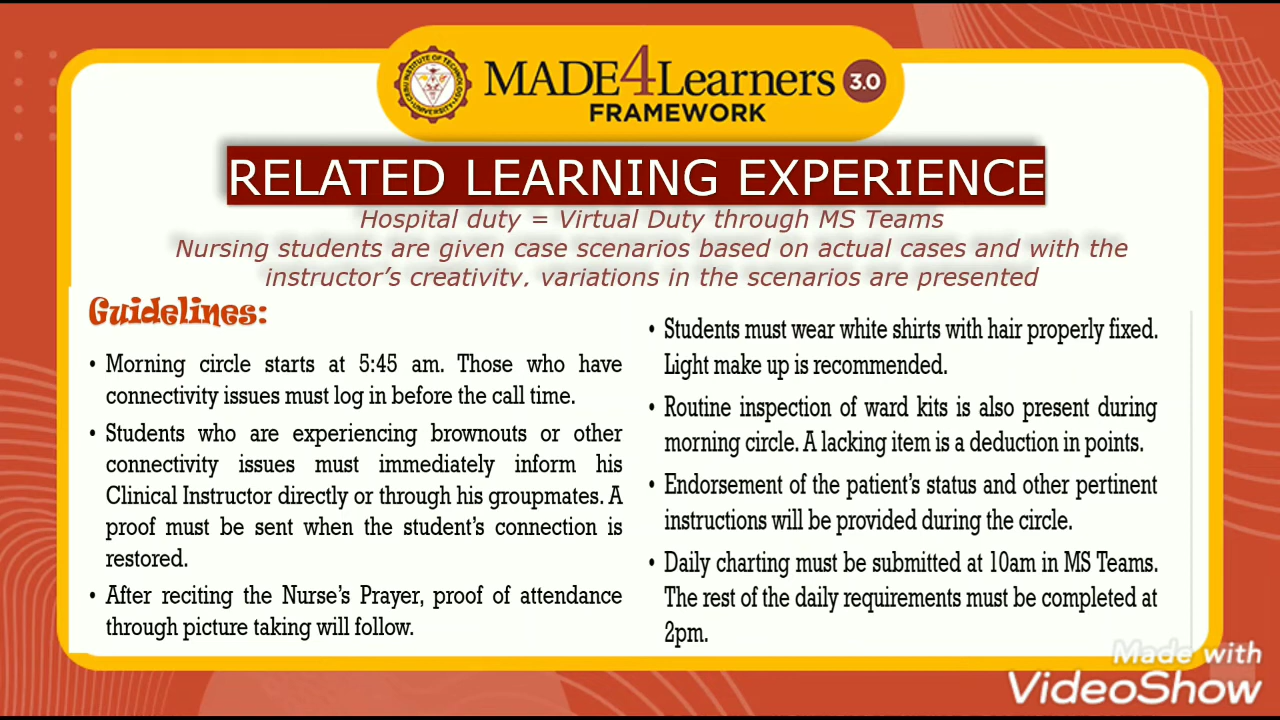 INSTITUTE OF TECHNOLOGY
CEBU
UNIVERSITY
MADE4Learners 3.0
FRAMEWORK
RELATED LEARNING EXPERIENCE
Hospital duty = Virtual Duty through MS Teams
Nursing students are given case scenarios based on actual cases and with the
instructor's creativity, variations in the scenarios are presented
Guidelines:
• Morning circle starts at 5:45 am. Those who have
connectivity issues must log in before the call time.
• Students who are experiencing brownouts or other
connectivity issues must immediately inform his
Clinical Instructor directly or through his groupmates. A
proof must be sent when the student's connection is
restored.
• After reciting the Nurse's Prayer, proof of attendance
through picture taking will follow.
• Students must wear white shirts with hair properly fixed.
Light make up is recommended.
• Routine inspection of ward kits is also present during
morning circle. A lacking item is a deduction in points.
• Endorsement of the patient's status and other pertinent
instructions will be provided during the circle.
• Daily charting must be submitted at 10am in MS Teams.
The rest of the daily requirements must be completed at
2pm.
Made with
VideoShow